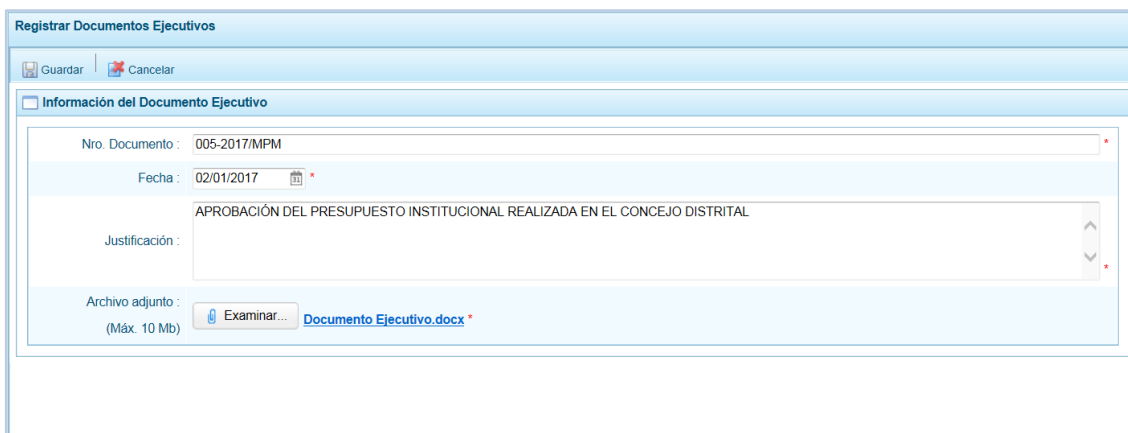 Registrar Documentos Ejecutivos
Guardar Cancelar
Información del Documento Ejecutivo
Nro. Documento : 005-2017/MPM *
Fecha : 02/01/2017 31 *
APROBACIÓN DEL PRESUPUESTO INSTITUCIONAL REALIZADA EN EL CONCEJO DISTRITAL
Justificación : *
Archivo adjunto :
(Máx. 10 Mb) Examinar... Documento Ejecutivo.docx *